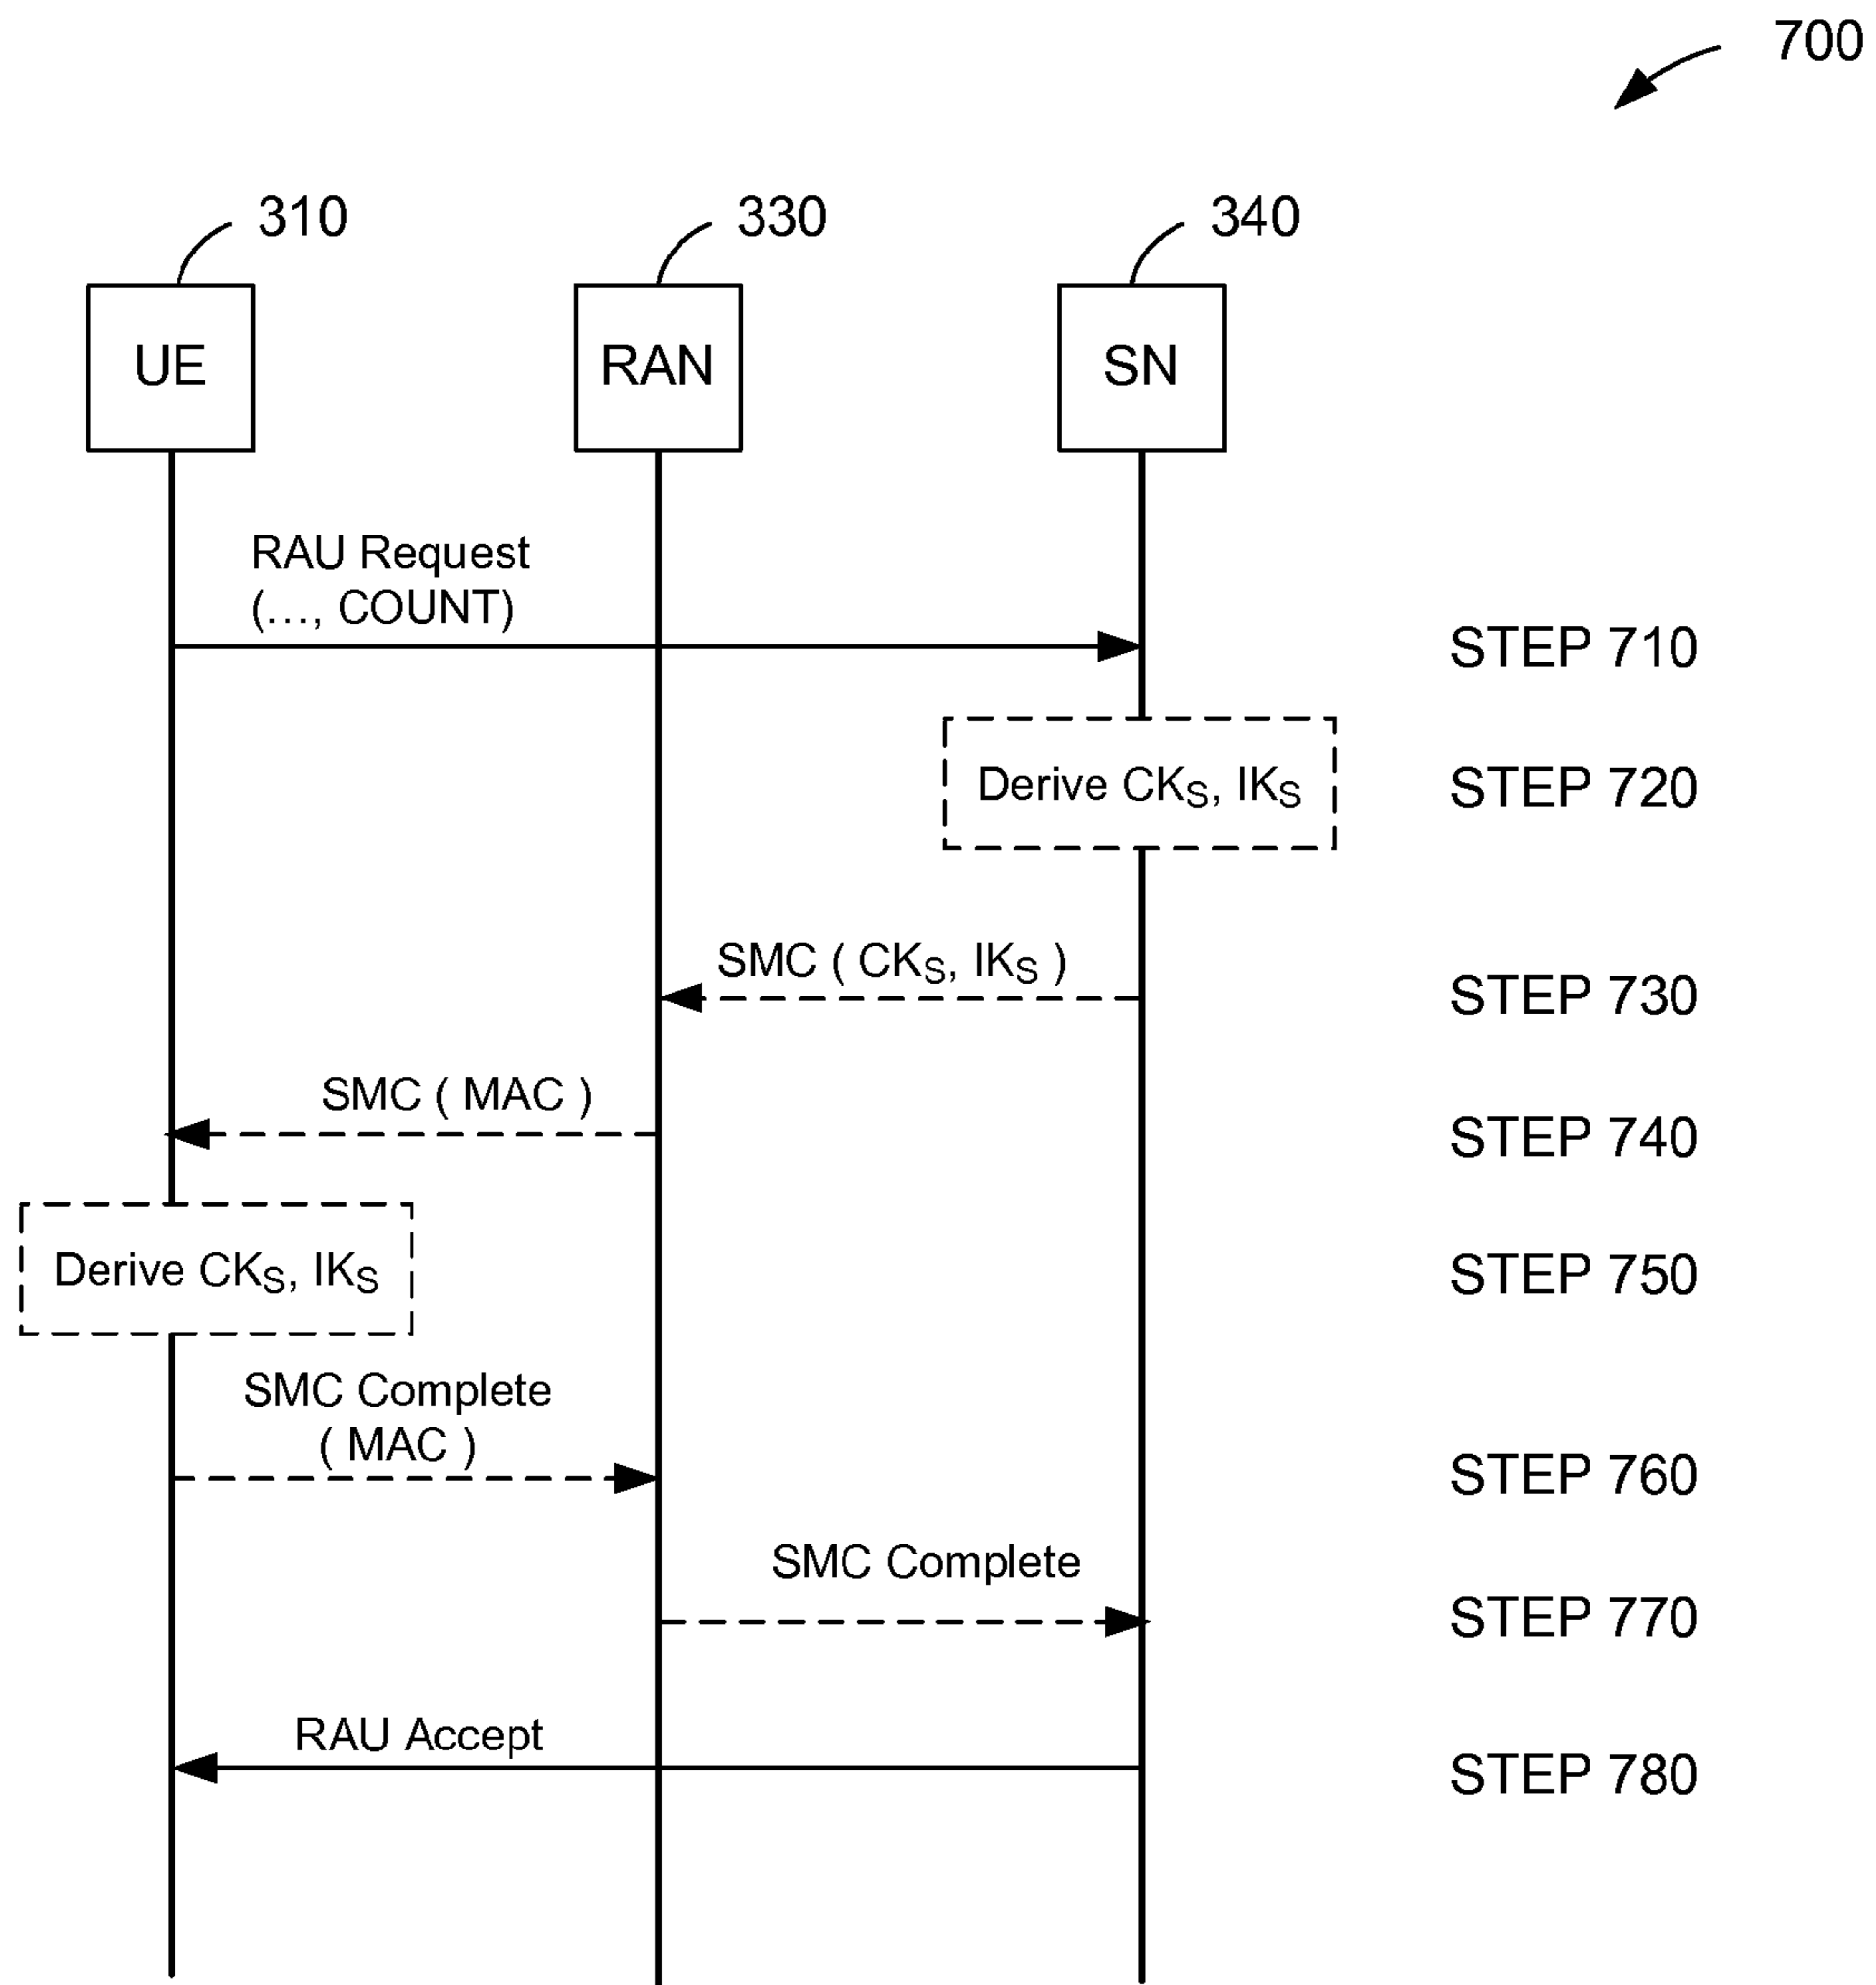 700
310
330
340
UE
RAN
SN
RAU Request
(..., COUNT)
STEP 710
Derive CKS, IKS
STEP 720
SMC ( CKS, IKS )
STEP 730
SMC ( MAC )
STEP 740
Derive CKS, IKS
STEP 750
SMC Complete
( MAC )
STEP 760
SMC Complete
STEP 770
RAU Accept
STEP 780